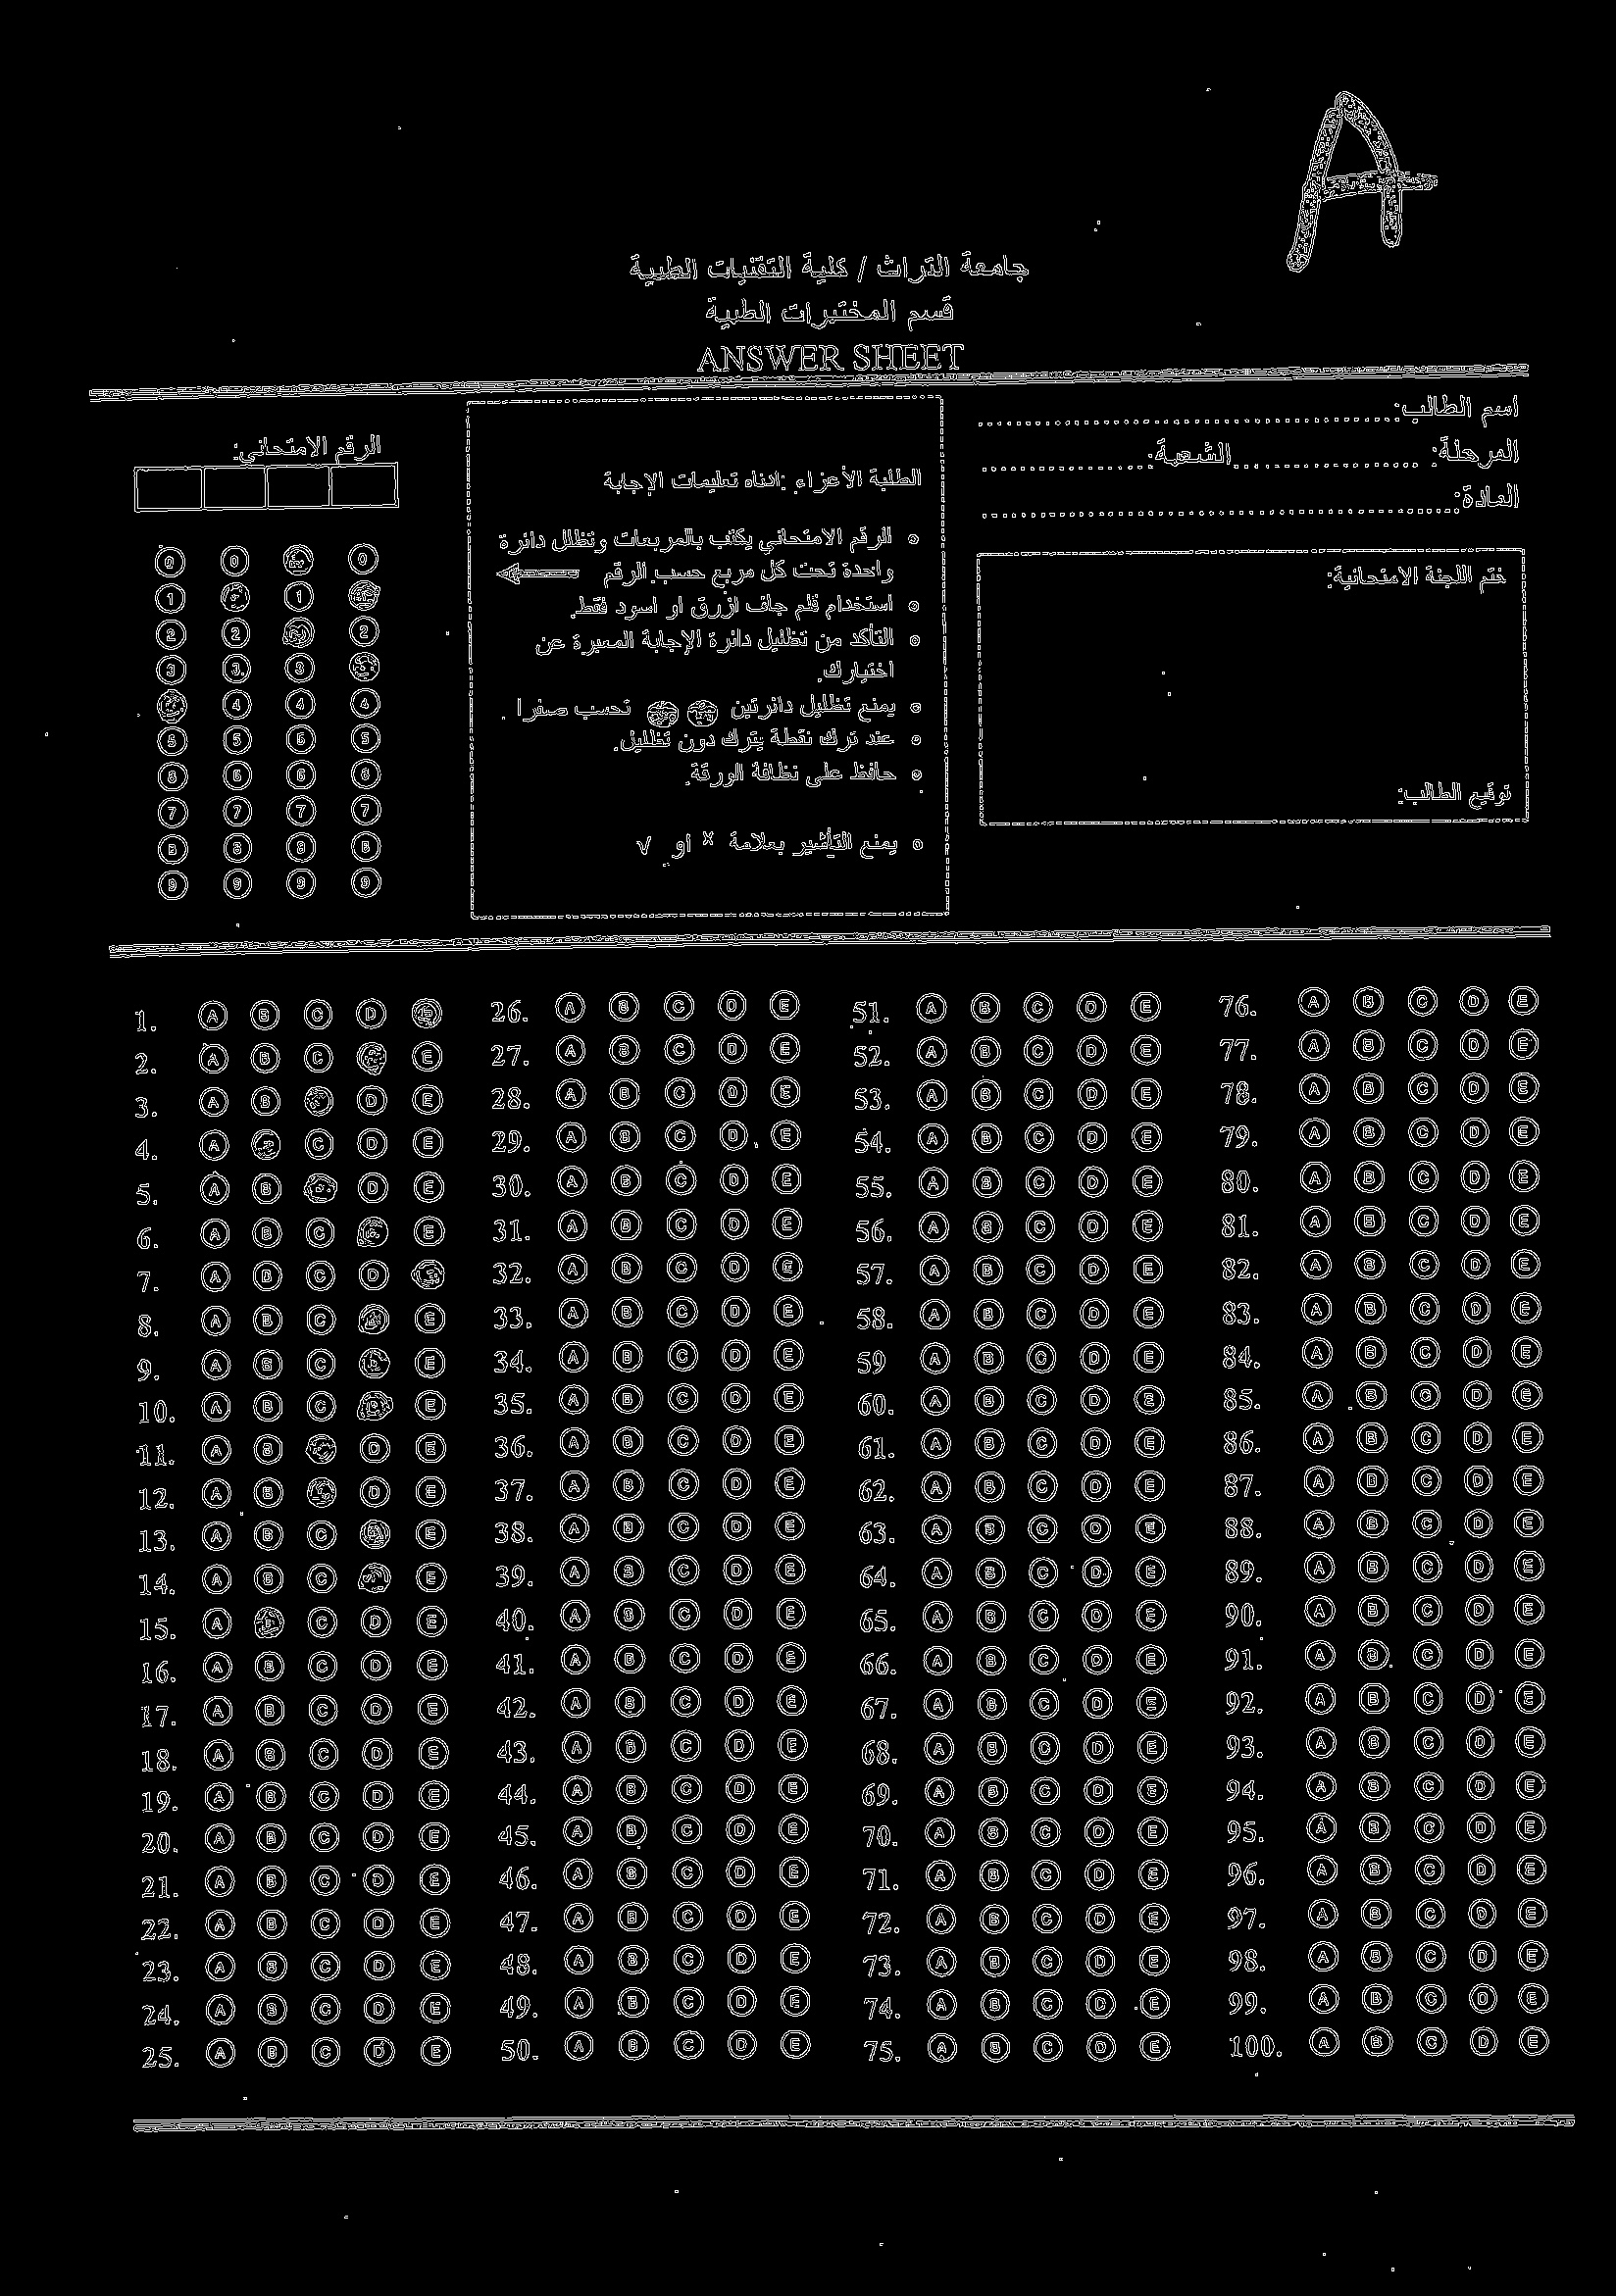 A
جامعة التراث / كلية التقنيات الطبية
قسم المختبرات الطبية
ANSWER SHEET
اسم الطالب:
المرحلة: الشعبة:
المادة:
ختم اللجنة الامتحانية:
توقيع الطالب:
الطلبة الأعزاء :ادناه تعليمات الإجابة
الرقم الامتحاني يكتب بالمربعات وتظلل دائرة
واحدة تحت كل مربع حسب الرقم
استخدام قلم جاف ازرق او اسود فقط.
التأكد من تظليل دائرة الإجابة المعبرة عن
اختيارك.
يمنع تظليل دائرتين تحسب صفرا .
عند ترك نقطة يترك دون تظليل.
حافظ على نظافة الورقة.
يمنع التأشير بعلامة x او √
الرقم الامتحاني:
0 0 0
1 1
2 2 2
3 3 3
4 4 4
5 5 5 5
6 6 6 6
7 7 7 7
8 8 8 8
9 9 9 9
1. A B C D E
2. A B C E
3. A B D E
4. A C D E
5. A B D E
6. A B C E
7. A B C D
8. A B C E
9. A B C E
10. A B C E
11. A B D E
12. A B D E
13. A B C E
14. A B C E
15. A C D E
16. A B C D E
17. A B C D E
18. A B C D E
19. A B C D E
20. A B C D E
21. A B C D E
22. A B C D E
23. A B C D E
24. A B C D E
25. A B C D E
26. A B C D E
27. A B C D E
28. A B C D E
29. A B C D E
30. A B C D E
31. A B C D E
32. A B C D E
33. A B C D E
34. A B C D E
35. A B C D E
36. A B C D E
37. A B C D E
38. A B C D E
39. A B C D E
40. A B C D E
41. A B C D E
42. A B C D E
43. A B C D E
44. A B C D E
45. A B C D E
46. A B C D E
47. A B C D E
48. A B C D E
49. A B C D E
50. A B C D E
51. A B C D E
52. A B C D E
53. A B C D E
54. A B C D E
55. A B C D E
56. A B C D E
57. A B C D E
58. A B C D E
59 A B C D E
60. A B C D E
61. A B C D E
62. A B C D E
63. A B C D E
64. A B C D E
65. A B C D E
66. A B C D E
67. A B C D E
68. A B C D E
69. A B C D E
70. A B C D E
71. A B C D E
72. A B C D E
73. A B C D E
74. A B C D E
75. A B C D E
76. A B C D E
77. A B C D E
78. A B C D E
79. A B C D E
80. A B C D E
81. A B C D E
82. A B C D E
83. A B C D E
84. A B C D E
85. A B C D E
86. A B C D E
87. A B C D E
88. A B C D E
89. A B C D E
90. A B C D E
91. A B C D E
92. A B C D E
93. A B C D E
94. A B C D E
95. A B C D E
96. A B C D E
97. A B C D E
98. A B C D E
99. A B C D E
100. A B C D E